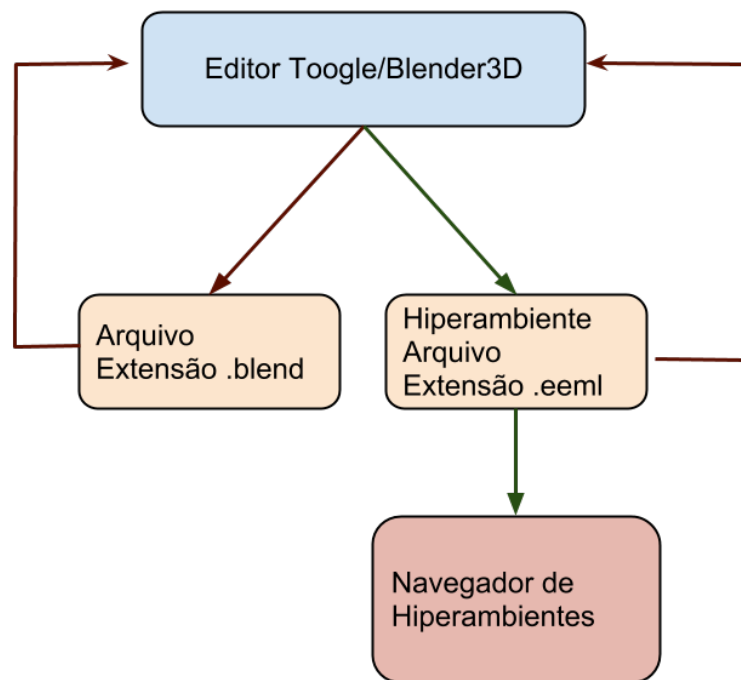 Editor Toogle/Blender3D
Arquivo
Extensão .blend
Hiperambiente
Arquivo
Extensão .eeml
Navegador de
Hiperambientes